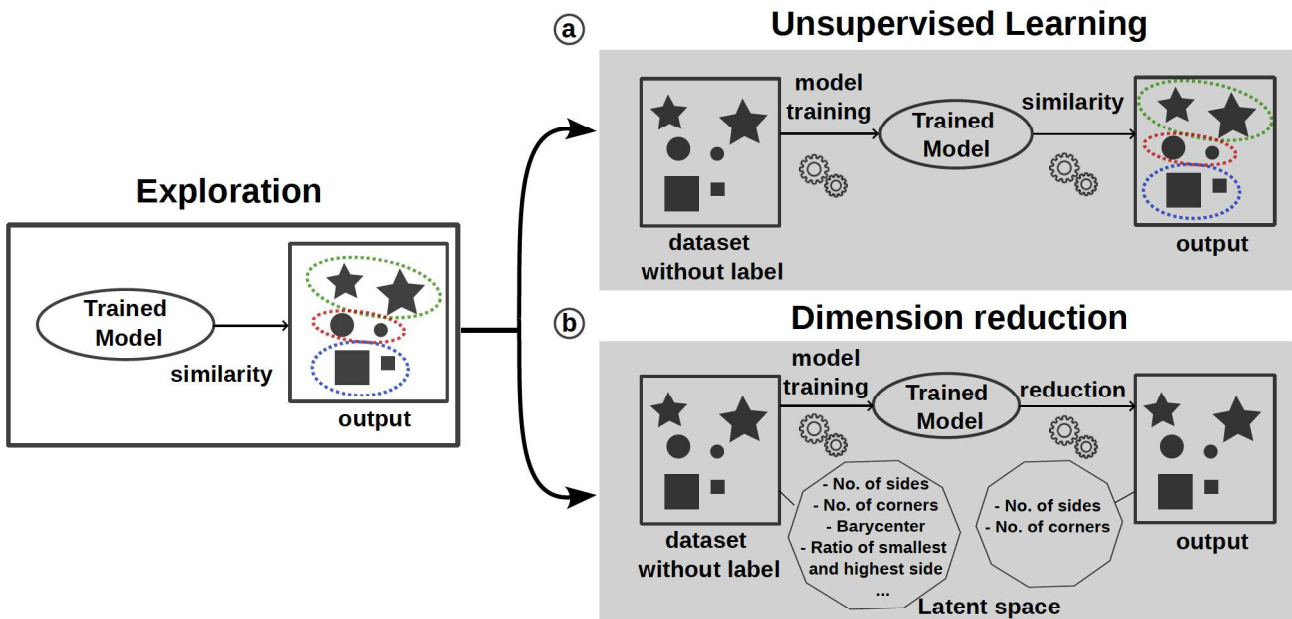 Exploration
Trained
Model
similarity
output
ⓐ
Unsupervised Learning
dataset
without label
model
training
Trained
Model
similarity
output
ⓑ
Dimension reduction
dataset
without label
model
training
Trained
Model
reduction
output
- No. of sides
- No. of corners
- Barycenter
- Ratio of smallest
and highest side
...
- No. of sides
- No. of corners
Latent space